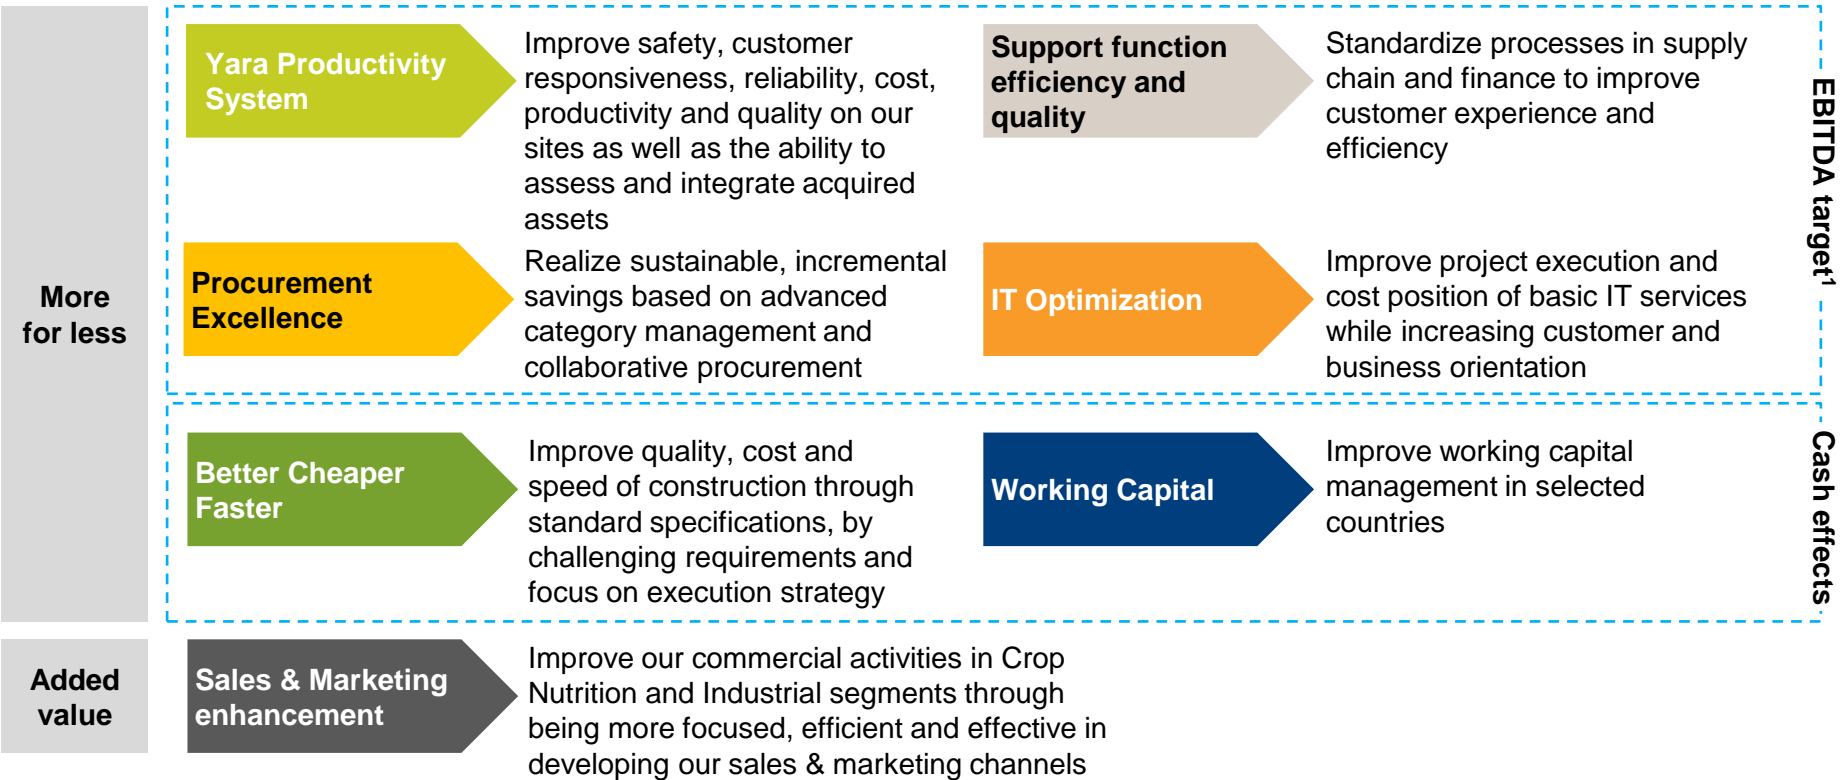 More
for less
Yara Productivity
System
Improve safety, customer
responsiveness, reliability, cost,
productivity and quality on our
sites as well as the ability to
assess and integrate acquired
assets
Support function
efficiency and
quality
Standardize processes in supply
chain and finance to improve
customer experience and
efficiency
Procurement
Excellence
Realize sustainable, incremental
savings based on advanced
category management and
collaborative procurement
IT Optimization
Improve project execution and
cost position of basic IT services
while increasing customer and
business orientation
EBITDA target¹
Better Cheaper
Faster
Improve quality, cost and
speed of construction through
standard specifications, by
challenging requirements and
focus on execution strategy
Working Capital
Improve working capital
management in selected
countries
Cash effects
Added
value
Sales & Marketing
enhancement
Improve our commercial activities in Crop
Nutrition and Industrial segments through
being more focused, efficient and effective in
developing our sales & marketing channels